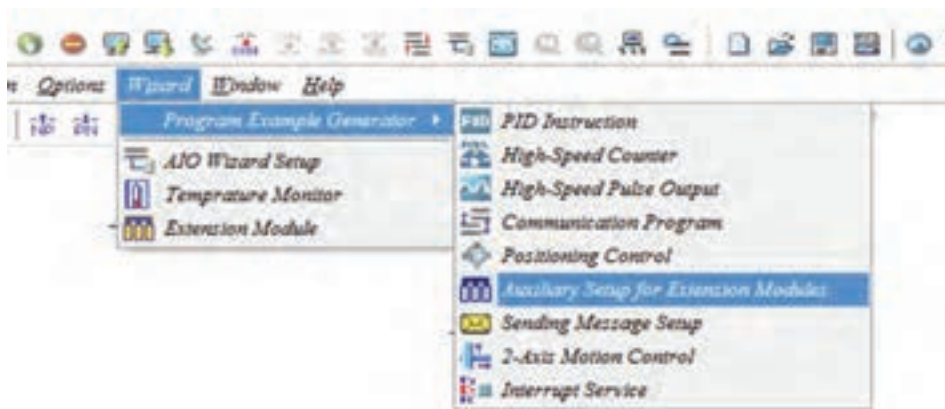 Options Wizard Window Help
Program Example Generator
AIO Wizard Setup
Temprature Monitor
Extension Module
PID PID Instruction
High-Speed Counter
High-Speed Pulse Output
Communication Program
Positioning Control
Auxiliary Setup for Extension Modules
Sending Message Setup
2-Axis Motion Control
Interrupt Service